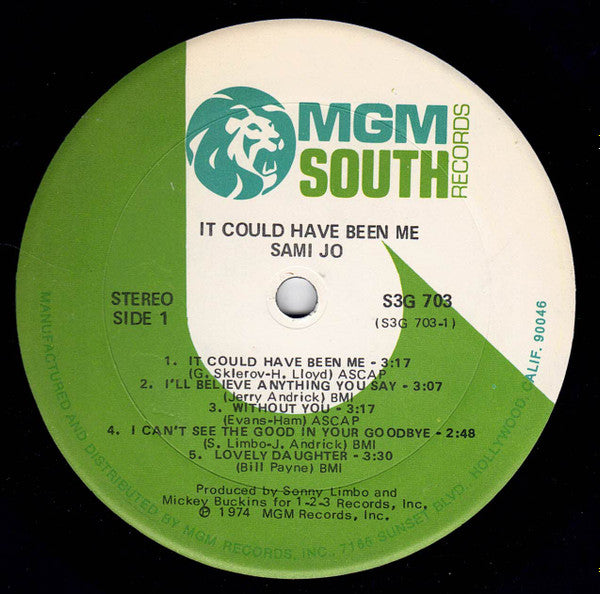 MGM
SOUTH
RECORDS
IT COULD HAVE BEEN ME
SAMI JO
STEREO
SIDE 1
S3G 703
(S3G 703-1)
1. IT COULD HAVE BEEN ME - 3:17
(G. Sklerov-H. Lloyd) ASCAP
2. I'LL BELIEVE ANYTHING YOU SAY - 3:07
(Jerry Andrick) BMI
3. WITHOUT YOU - 3:17
(Evans-Ham) ASCAP
4. I CAN'T SEE THE GOOD IN YOUR GOODBYE - 2:48
(S. Limbo-J. Andrick) BMI
5. LOVELY DAUGHTER - 3:30
(Bill Payne) BMI
Produced by Sonny Limbo and
Mickey Buckins for 1-2-3 Records, Inc.
℗ 1974 MGM Records, Inc.
MANUFACTURED AND DISTRIBUTED BY MGM RECORDS, INC., 7165 SUNSET BLVD., HOLLYWOOD, CALIF. 90046